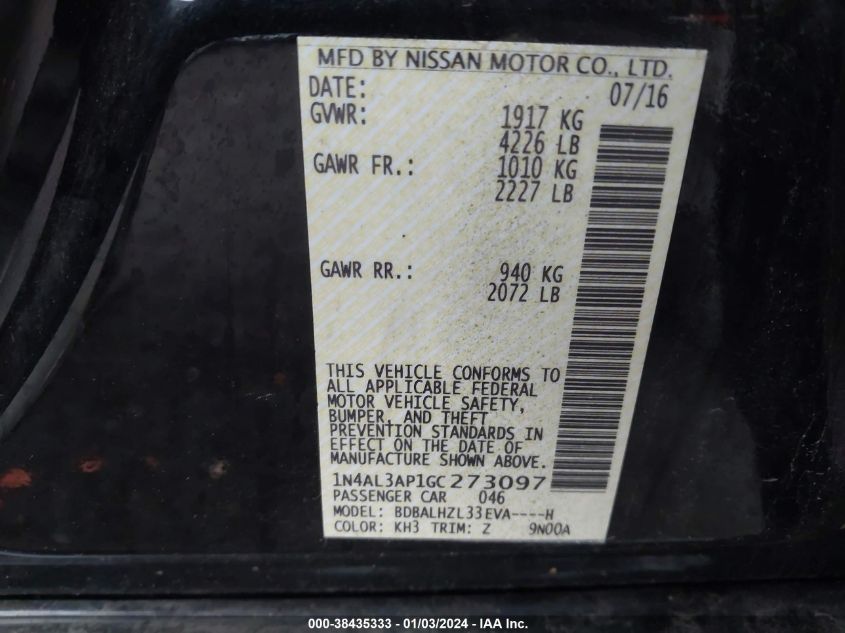 MFD BY NISSAN MOTOR CO., LTD.
DATE: 07/16
GVWR: 1917 KG
4226 LB
GAWR FR.: 1010 KG
2227 LB
GAWR RR.: 940 KG
2072 LB
THIS VEHICLE CONFORMS TO
ALL APPLICABLE FEDERAL
MOTOR VEHICLE SAFETY,
BUMPER, AND THEFT
PREVENTION STANDARDS IN
EFFECT ON THE DATE OF
MANUFACTURE SHOWN ABOVE.
1N4AL3AP1GC273097
PASSENGER CAR 046
MODEL: BDBALHZL33EVA----H
COLOR: KH3 TRIM: Z 9N00A
000-38435333 - 01/03/2024 - IAA Inc.